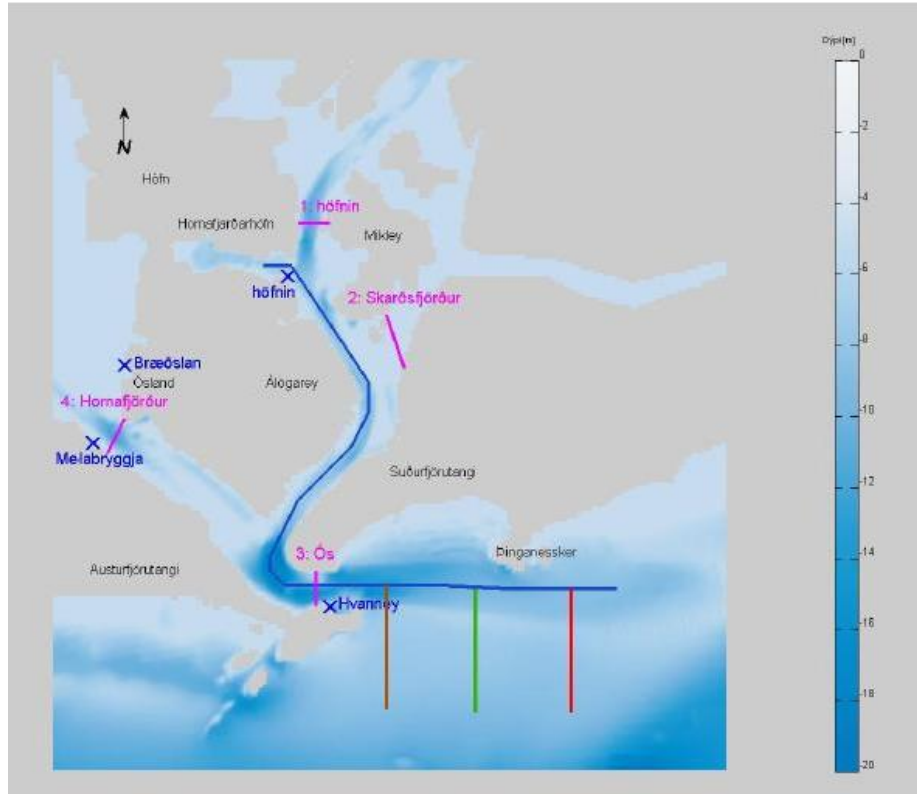 Dýpi[m]
0
-2
-4
-6
-8
-10
-12
-14
-16
-18
-20
N
Höfn
Hornafjarðarhöfn
1: höfnin
Mikley
höfnin
2: Skarðsfjörður
Bræðslan
Ósland
Álögarey
4: Hornafjörður
Melabryggja
Suðurfjörutangi
3: Ós
Þinganessker
Austurfjörutangi
Hvanney